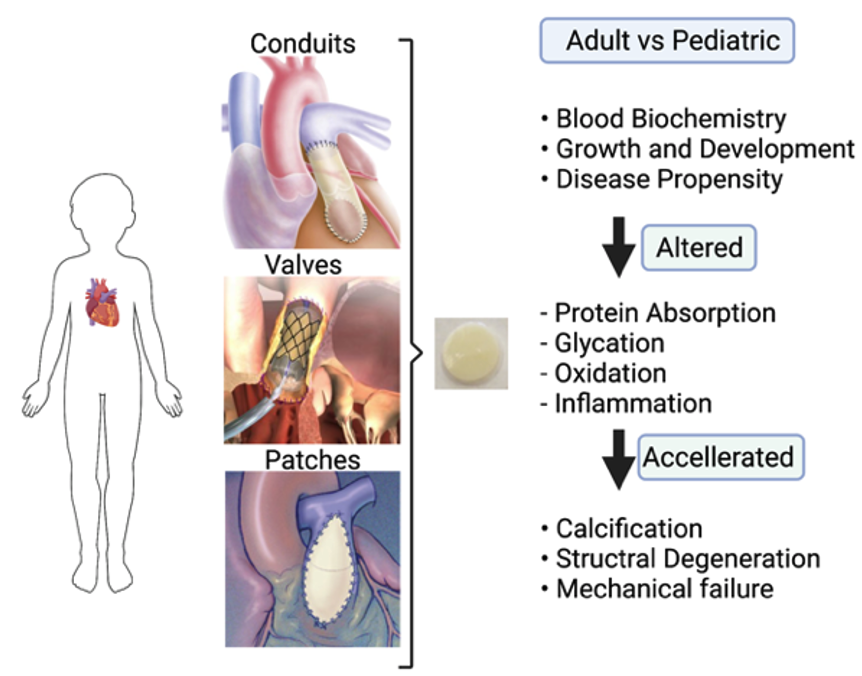 Conduits
Valves
Patches
Adult vs Pediatric
• Blood Biochemistry
• Growth and Development
• Disease Propensity
Altered
- Protein Absorption
- Glycation
- Oxidation
- Inflammation
Accellerated
• Calcification
• Structral Degeneration
• Mechanical failure